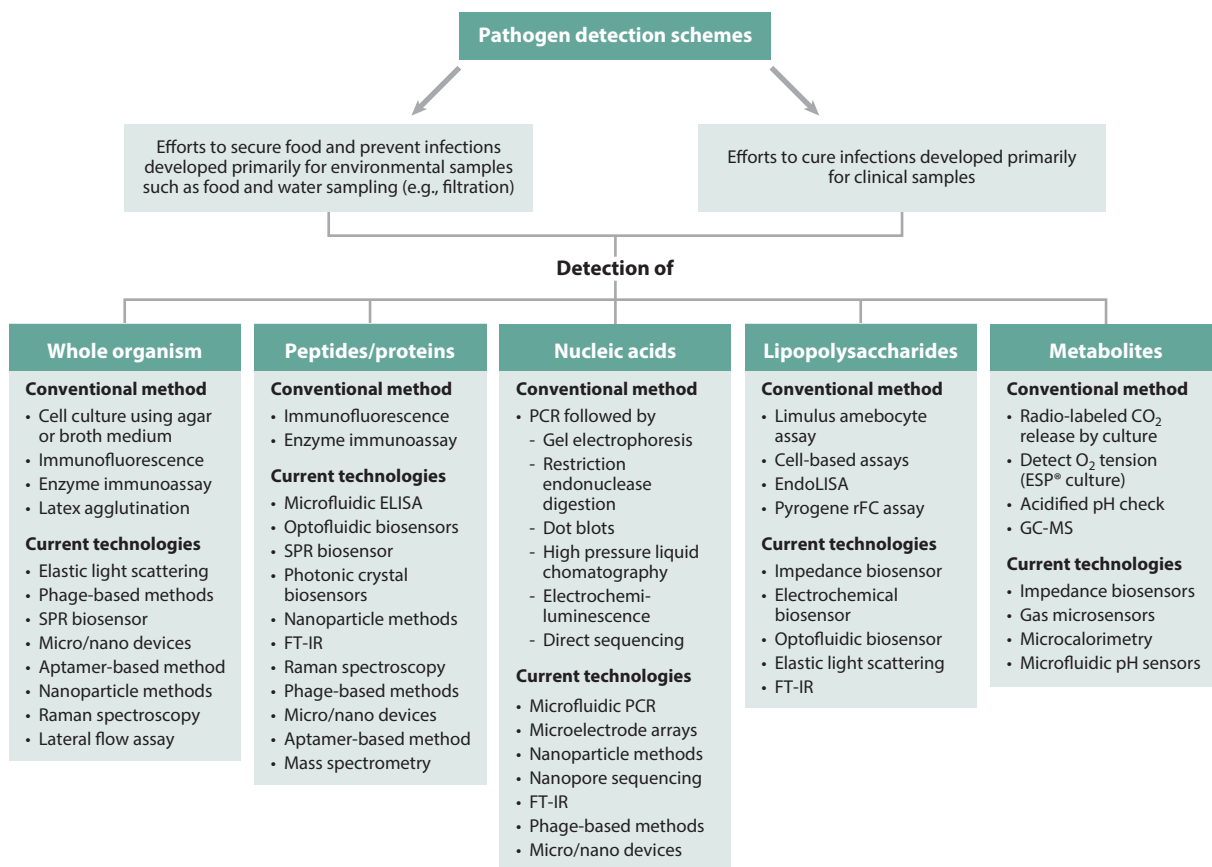 Pathogen detection schemes
Efforts to secure food and prevent infections
developed primarily for environmental samples
such as food and water sampling (e.g., filtration)
Efforts to cure infections developed primarily
for clinical samples
Detection of
Whole organism
Conventional method
• Cell culture using agar
or broth medium
• Immunofluorescence
• Enzyme immunoassay
• Latex agglutination
Current technologies
• Elastic light scattering
• Phage-based methods
• SPR biosensor
• Micro/nano devices
• Aptamer-based method
• Nanoparticle methods
• Raman spectroscopy
• Lateral flow assay
Peptides/proteins
Conventional method
• Immunofluorescence
• Enzyme immunoassay
Current technologies
• Microfluidic ELISA
• Optofluidic biosensors
• SPR biosensor
• Photonic crystal
biosensors
• Nanoparticle methods
• FT-IR
• Raman spectroscopy
• Phage-based methods
• Micro/nano devices
• Aptamer-based method
• Mass spectrometry
Nucleic acids
Conventional method
• PCR followed by
- Gel electrophoresis
- Restriction
endonuclease
digestion
- Dot blots
- High pressure liquid
chomatography
- Electrochemi-
luminescence
- Direct sequencing
Current technologies
• Microfluidic PCR
• Microelectrode arrays
• Nanoparticle methods
• Nanopore sequencing
• FT-IR
• Phage-based methods
• Micro/nano devices
Lipopolysaccharides
Conventional method
• Limulus amebocyte
assay
• Cell-based assays
• EndoLISA
• Pyrogene rFC assay
Current technologies
• Impedance biosensor
• Electrochemical
biosensor
• Optofluidic biosensor
• Elastic light scattering
• FT-IR
Metabolites
Conventional method
• Radio-labeled CO₂
release by culture
• Detect O₂ tension
(ESP® culture)
• Acidified pH check
• GC-MS
Current technologies
• Impedance biosensors
• Gas microsensors
• Microcalorimetry
• Microfluidic pH sensors